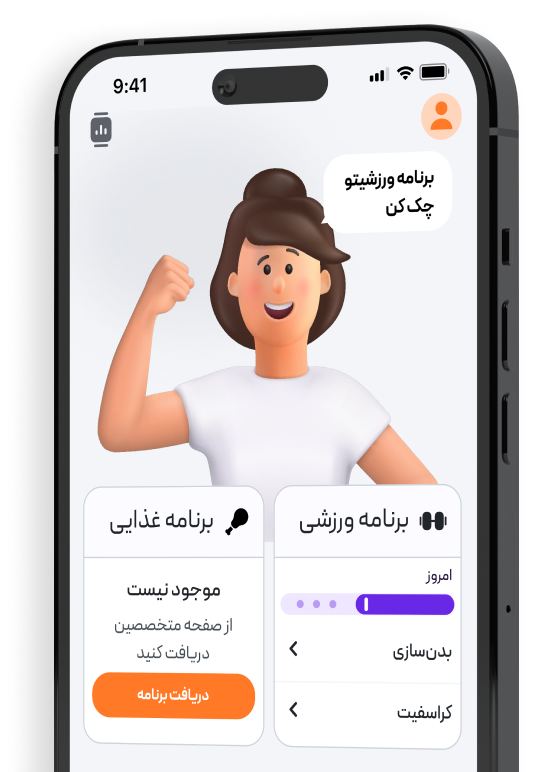 9:41
برنامه ورزشیتو
چک کن
برنامه ورزشی
امروز
بدن‌سازی
کراسفیت
برنامه غذایی
موجود نیست
از صفحه متخصصین
دریافت کنید
دریافت برنامه